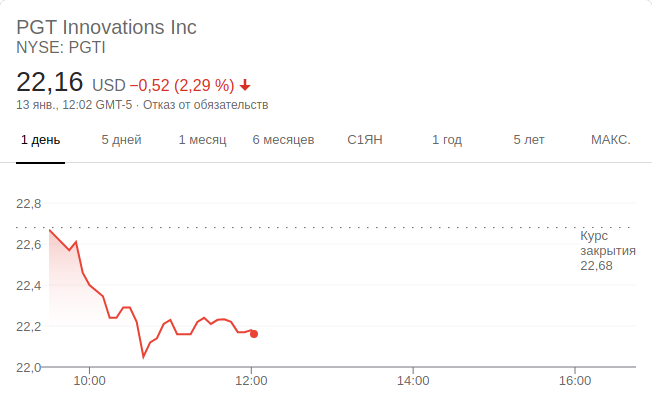 PGT Innovations Inc
NYSE: PGTI
22,16 USD −0,52 (2,29 %)
13 янв., 12:02 GMT-5 · Отказ от обязательств
1 день 5 дней 1 месяц 6 месяцев С1ЯН 1 год 5 лет МАКС.
22,8
22,6
22,4
22,2
22,0
Курс
закрытия
22,68
10:00 12:00 14:00 16:00